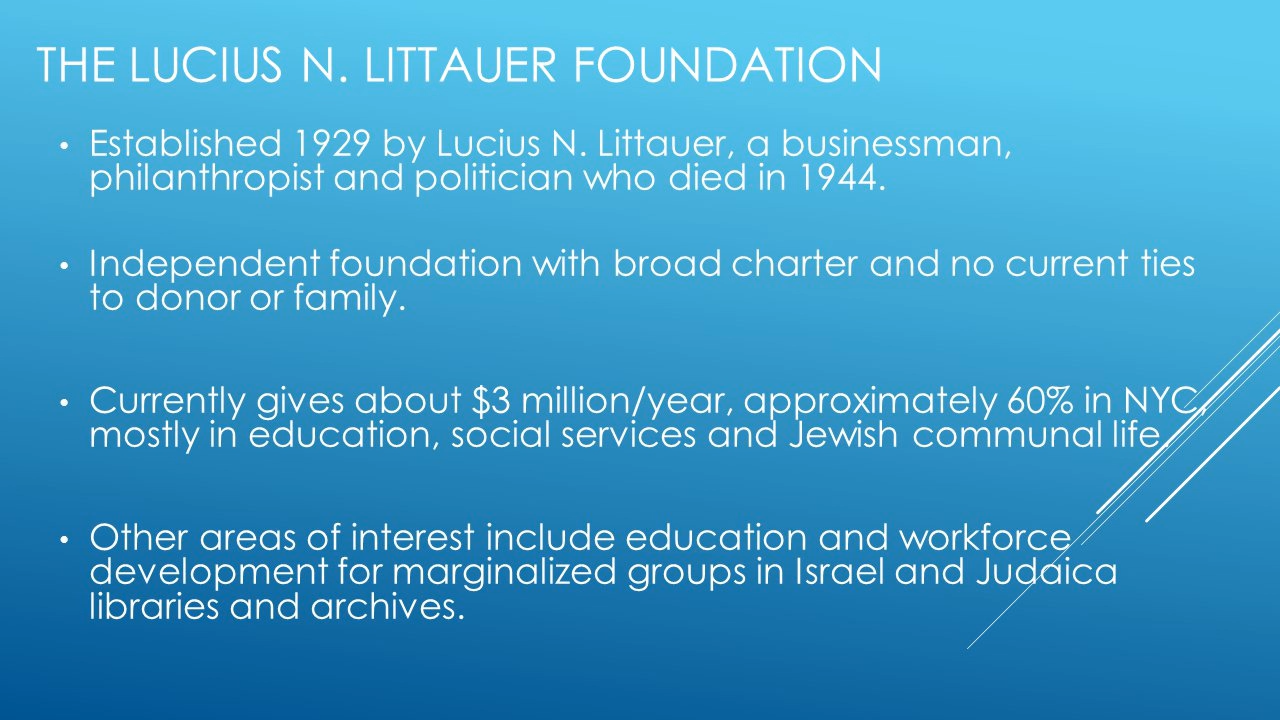 THE LUCIUS N. LITTAUER FOUNDATION
• Established 1929 by Lucius N. Littauer, a businessman,
philanthropist and politician who died in 1944.
• Independent foundation with broad charter and no current ties
to donor or family.
• Currently gives about $3 million/year, approximately 60% in NYC,
mostly in education, social services and Jewish communal life.
• Other areas of interest include education and workforce
development for marginalized groups in Israel and Judaica
libraries and archives.